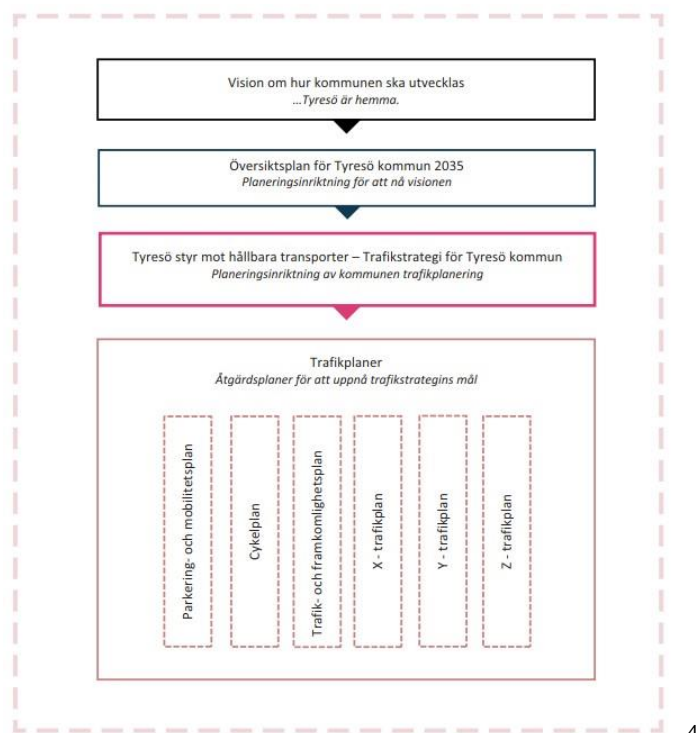 Vision om hur kommunen ska utvecklas
...Tyresö är hemma.
Översiktsplan för Tyresö kommun 2035
Planeringsinriktning för att nå visionen
Tyresö styr mot hållbara transporter – Trafikstrategi för Tyresö kommun
Planeringsinriktning av kommunen trafikplanering
Trafikplaner
Åtgärdsplaner för att uppnå trafikstrategins mål
Parkering- och mobilitetsplan
Cykelplan
Trafik- och framkomlighetsplan
X - trafikplan
Y - trafikplan
Z - trafikplan
4